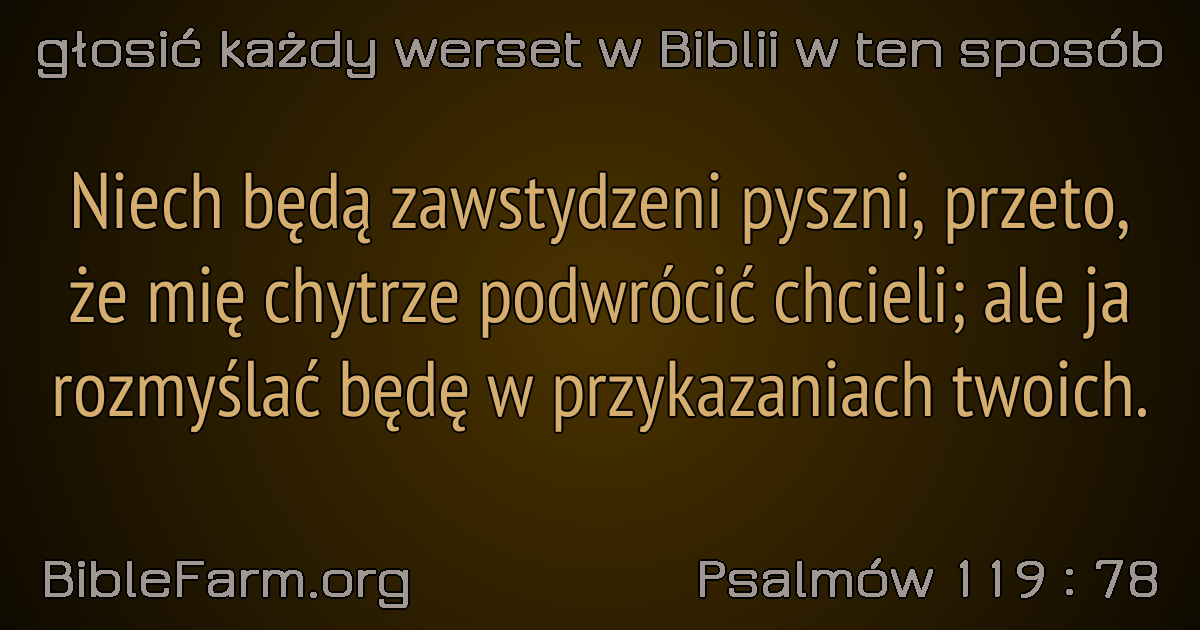 głosić każdy werset w Biblii w ten sposób
Niech będą zawstydzeni pyszni, przeto,
że mię chytrze podwrócić chcieli; ale ja
rozmyślać będę w przykazaniach twoich.
BibleFarm.org
Psalmów 119 : 78